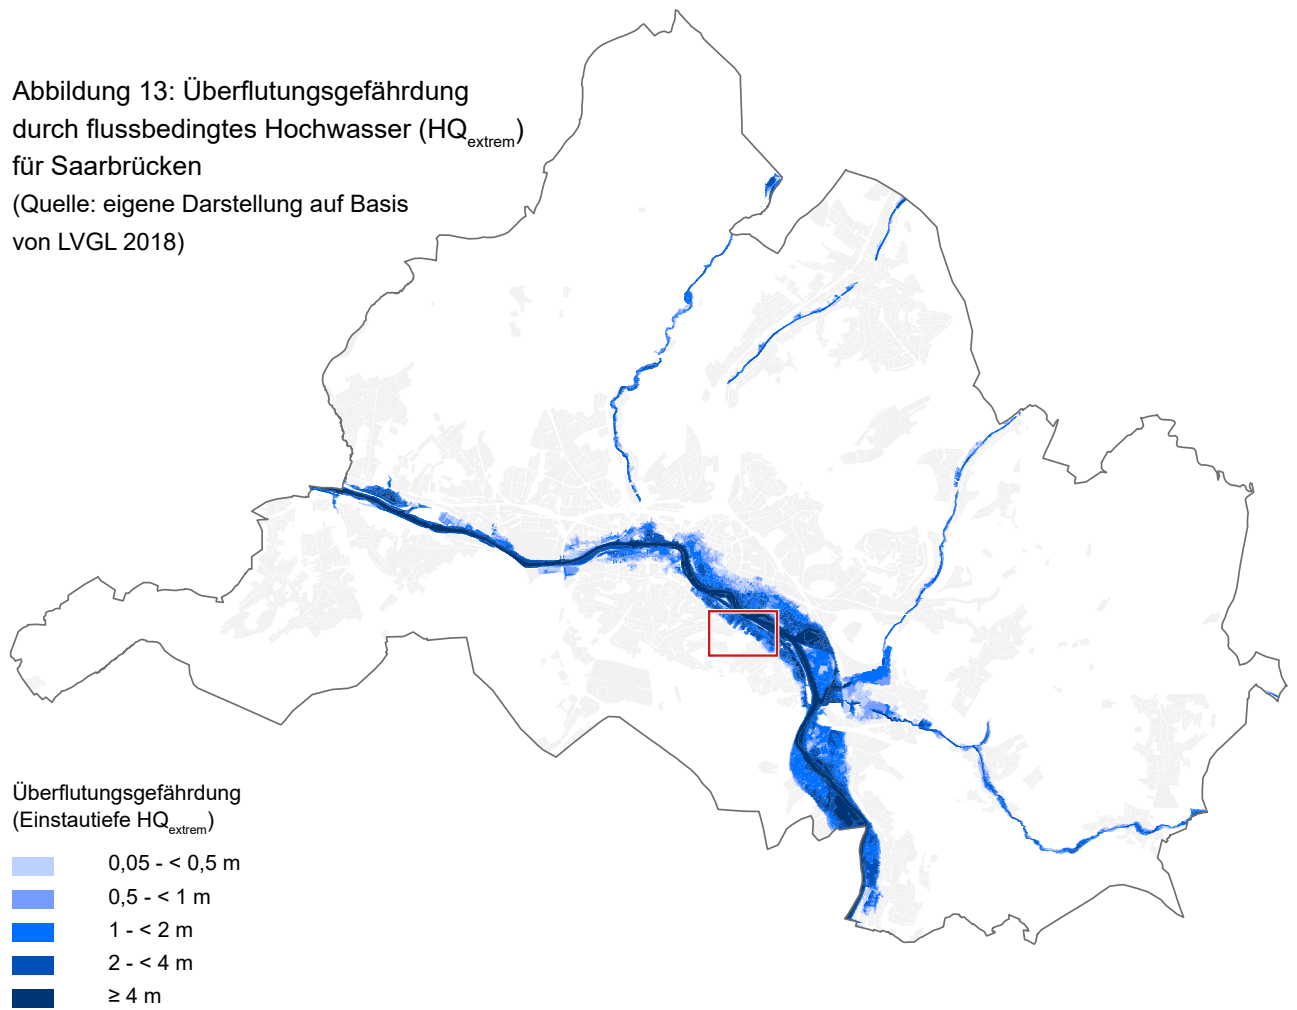 Abbildung 13: Überflutungsgefährdung
durch flussbedingtes Hochwasser (HQextrem)
für Saarbrücken
(Quelle: eigene Darstellung auf Basis
von LVGL 2018)
Überflutungsgefährdung
(Einstautiefe HQextrem)
0,05 - < 0,5 m
0,5 - < 1 m
1 - < 2 m
2 - < 4 m
≥ 4 m